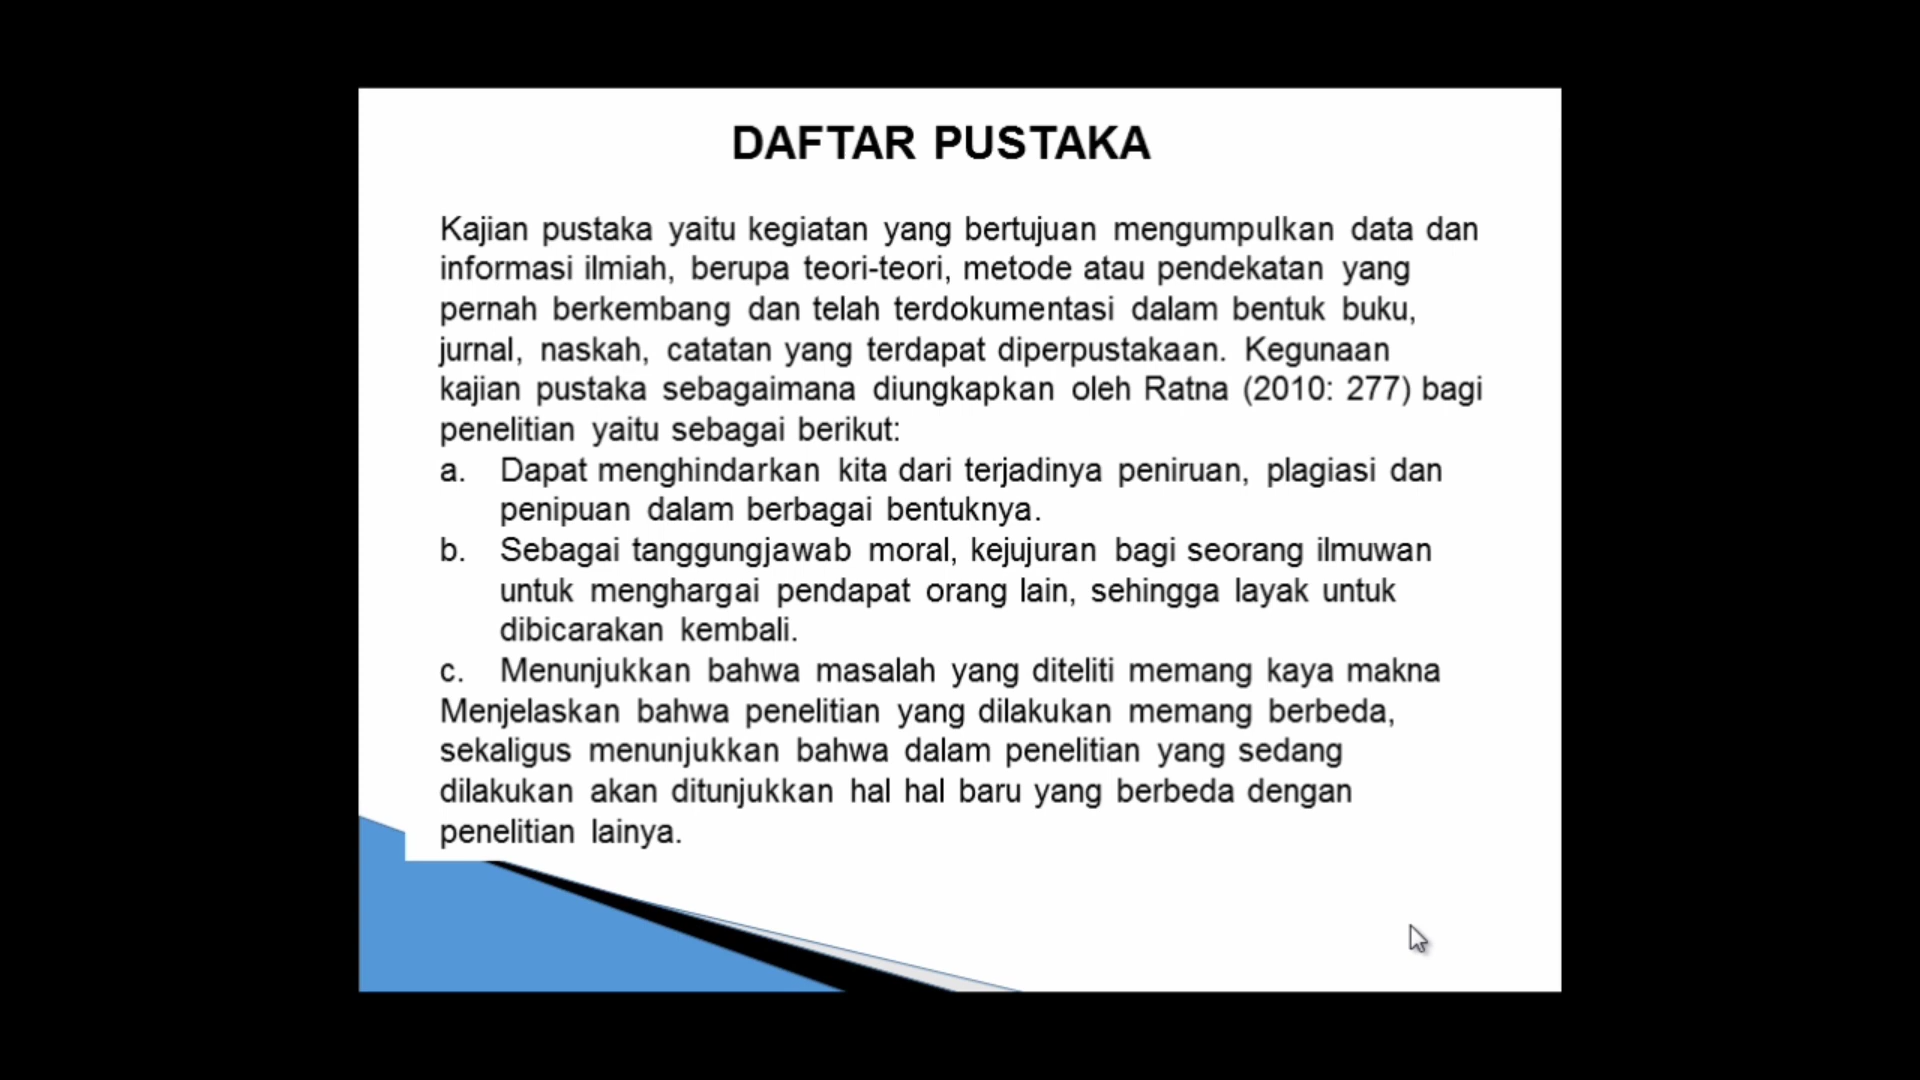 DAFTAR PUSTAKA
Kajian pustaka yaitu kegiatan yang bertujuan mengumpulkan data dan
informasi ilmiah, berupa teori-teori, metode atau pendekatan yang
pernah berkembang dan telah terdokumentasi dalam bentuk buku,
jurnal, naskah, catatan yang terdapat diperpustakaan. Kegunaan
kajian pustaka sebagaimana diungkapkan oleh Ratna (2010: 277) bagi
penelitian yaitu sebagai berikut:
a. Dapat menghindarkan kita dari terjadinya peniruan, plagiasi dan
penipuan dalam berbagai bentuknya.
b. Sebagai tanggungjawab moral, kejujuran bagi seorang ilmuwan
untuk menghargai pendapat orang lain, sehingga layak untuk
dibicarakan kembali.
c. Menunjukkan bahwa masalah yang diteliti memang kaya makna
Menjelaskan bahwa penelitian yang dilakukan memang berbeda,
sekaligus menunjukkan bahwa dalam penelitian yang sedang
dilakukan akan ditunjukkan hal hal baru yang berbeda dengan
penelitian lainya.